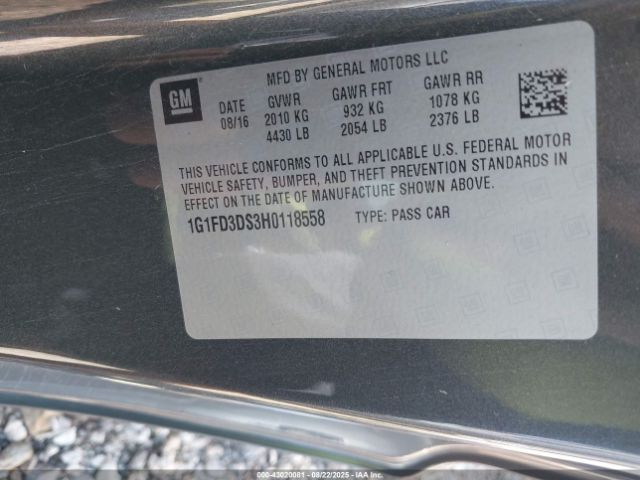 GM
MFD BY GENERAL MOTORS LLC
DATE GVWR GAWR FRT GAWR RR
08/16 2010 KG 932 KG 1078 KG
4430 LB 2054 LB 2376 LB
THIS VEHICLE CONFORMS TO ALL APPLICABLE U.S. FEDERAL MOTOR
VEHICLE SAFETY, BUMPER, AND THEFT PREVENTION STANDARDS IN
EFFECT ON THE DATE OF MANUFACTURE SHOWN ABOVE.
1G1FD3DS3H0118558 TYPE: PASS CAR
000-43020081 - 08/22/2025 - IAA Inc.